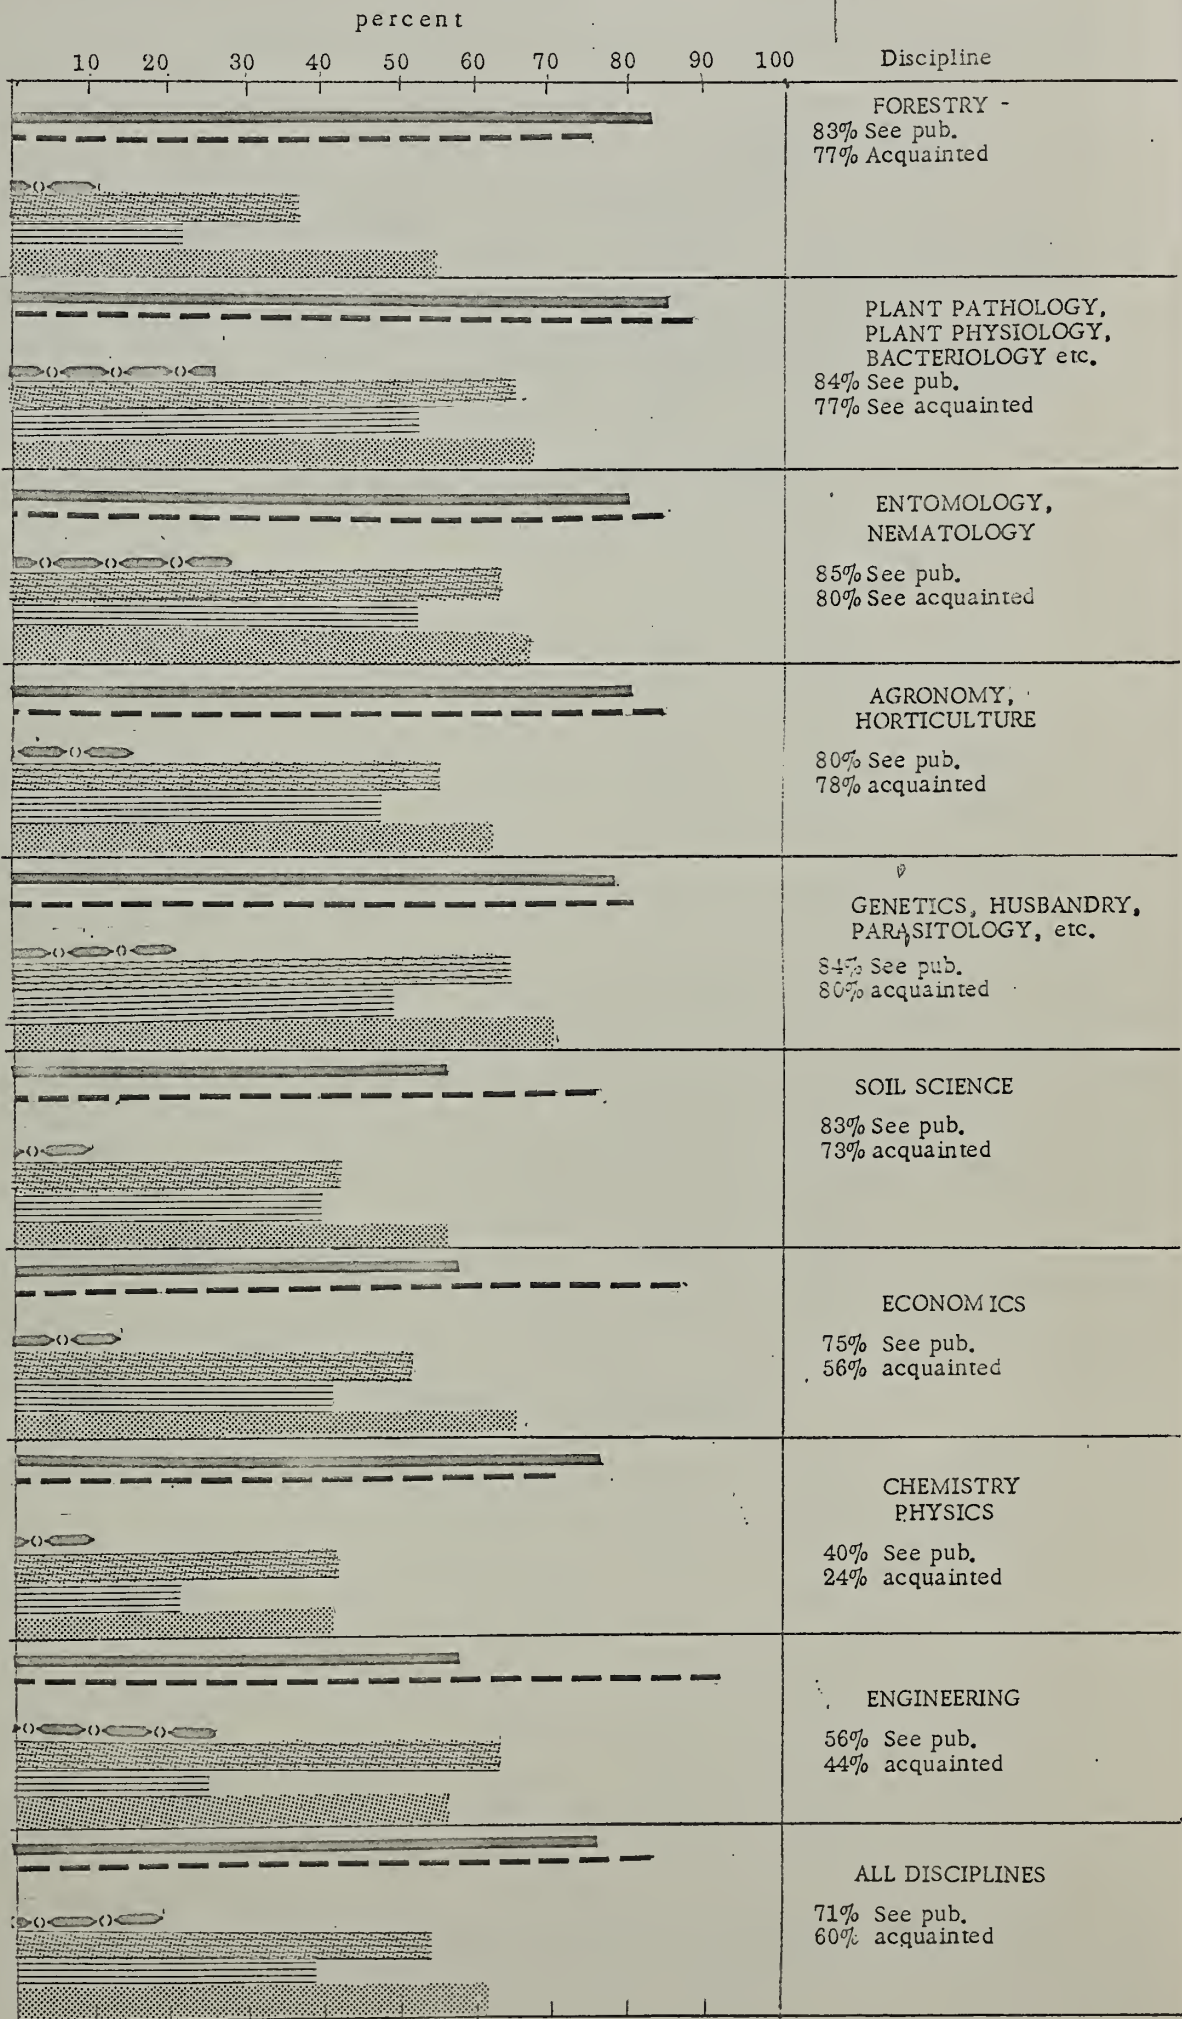 percent
10 20 30 40 50 60 70 80 90 100 Discipline
FORESTRY -
83% See pub.
77% Acquainted
PLANT PATHOLOGY,
PLANT PHYSIOLOGY,
BACTERIOLOGY etc.
84% See pub.
77% See acquainted
ENTOMOLOGY,
NEMATOLOGY
85% See pub.
80% See acquainted
AGRONOMY,
HORTICULTURE
80% See pub.
78% acquainted
GENETICS, HUSBANDRY,
PARASITOLOGY, etc.
84% See pub.
80% acquainted
SOIL SCIENCE
83% See pub.
73% acquainted
ECONOMICS
75% See pub.
56% acquainted
CHEMISTRY
PHYSICS
40% See pub.
24% acquainted
ENGINEERING
56% See pub.
44% acquainted
ALL DISCIPLINES
71% See pub.
60% acquainted